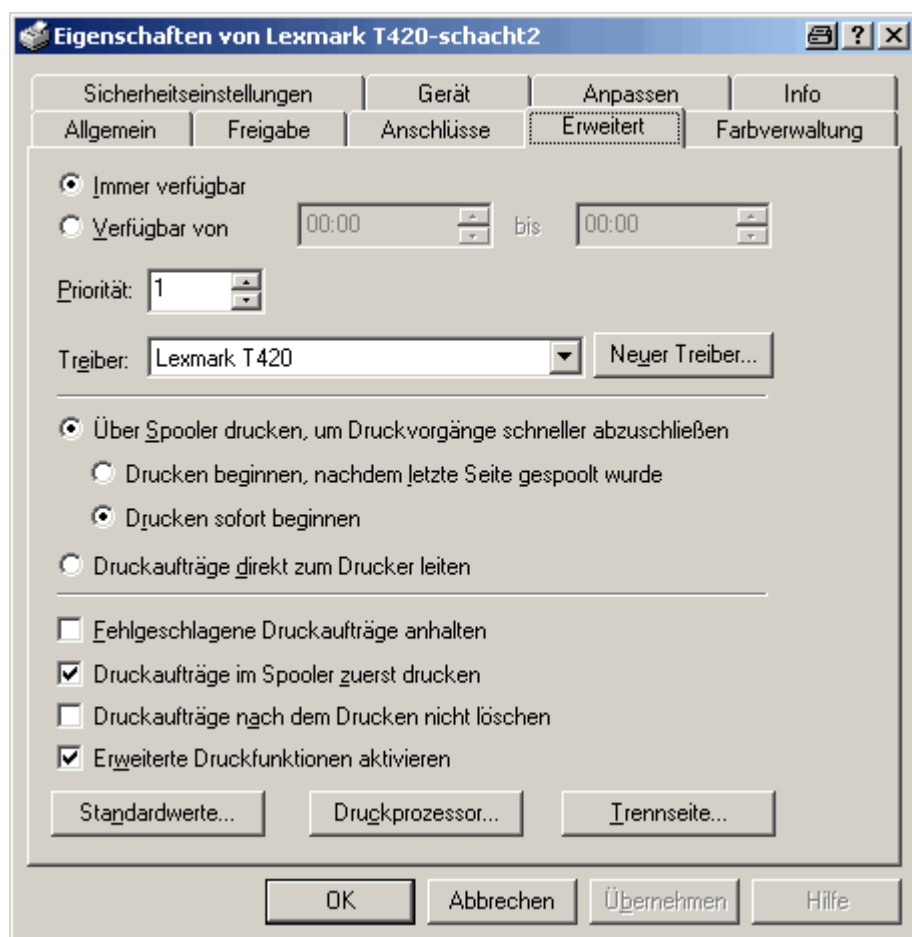 Eigenschaften von Lexmark T420-schacht2
Sicherheitseinstellungen Gerät Anpassen Info
Allgemein Freigabe Anschlüsse Erweitert Farbverwaltung
Immer verfügbar
Verfügbar von 00:00 bis 00:00
Priorität: 1
Treiber: Lexmark T420 Neuer Treiber...
Über Spooler drucken, um Druckvorgänge schneller abzuschließen
Drucken beginnen, nachdem letzte Seite gespoolt wurde
Drucken sofort beginnen
Druckaufträge direkt zum Drucker leiten
Fehlgeschlagene Druckaufträge anhalten
Druckaufträge im Spooler zuerst drucken
Druckaufträge nach dem Drucken nicht löschen
Erweiterte Druckfunktionen aktivieren
Standardwerte... Druckprozessor... Trennseite...
OK Abbrechen Übernehmen Hilfe